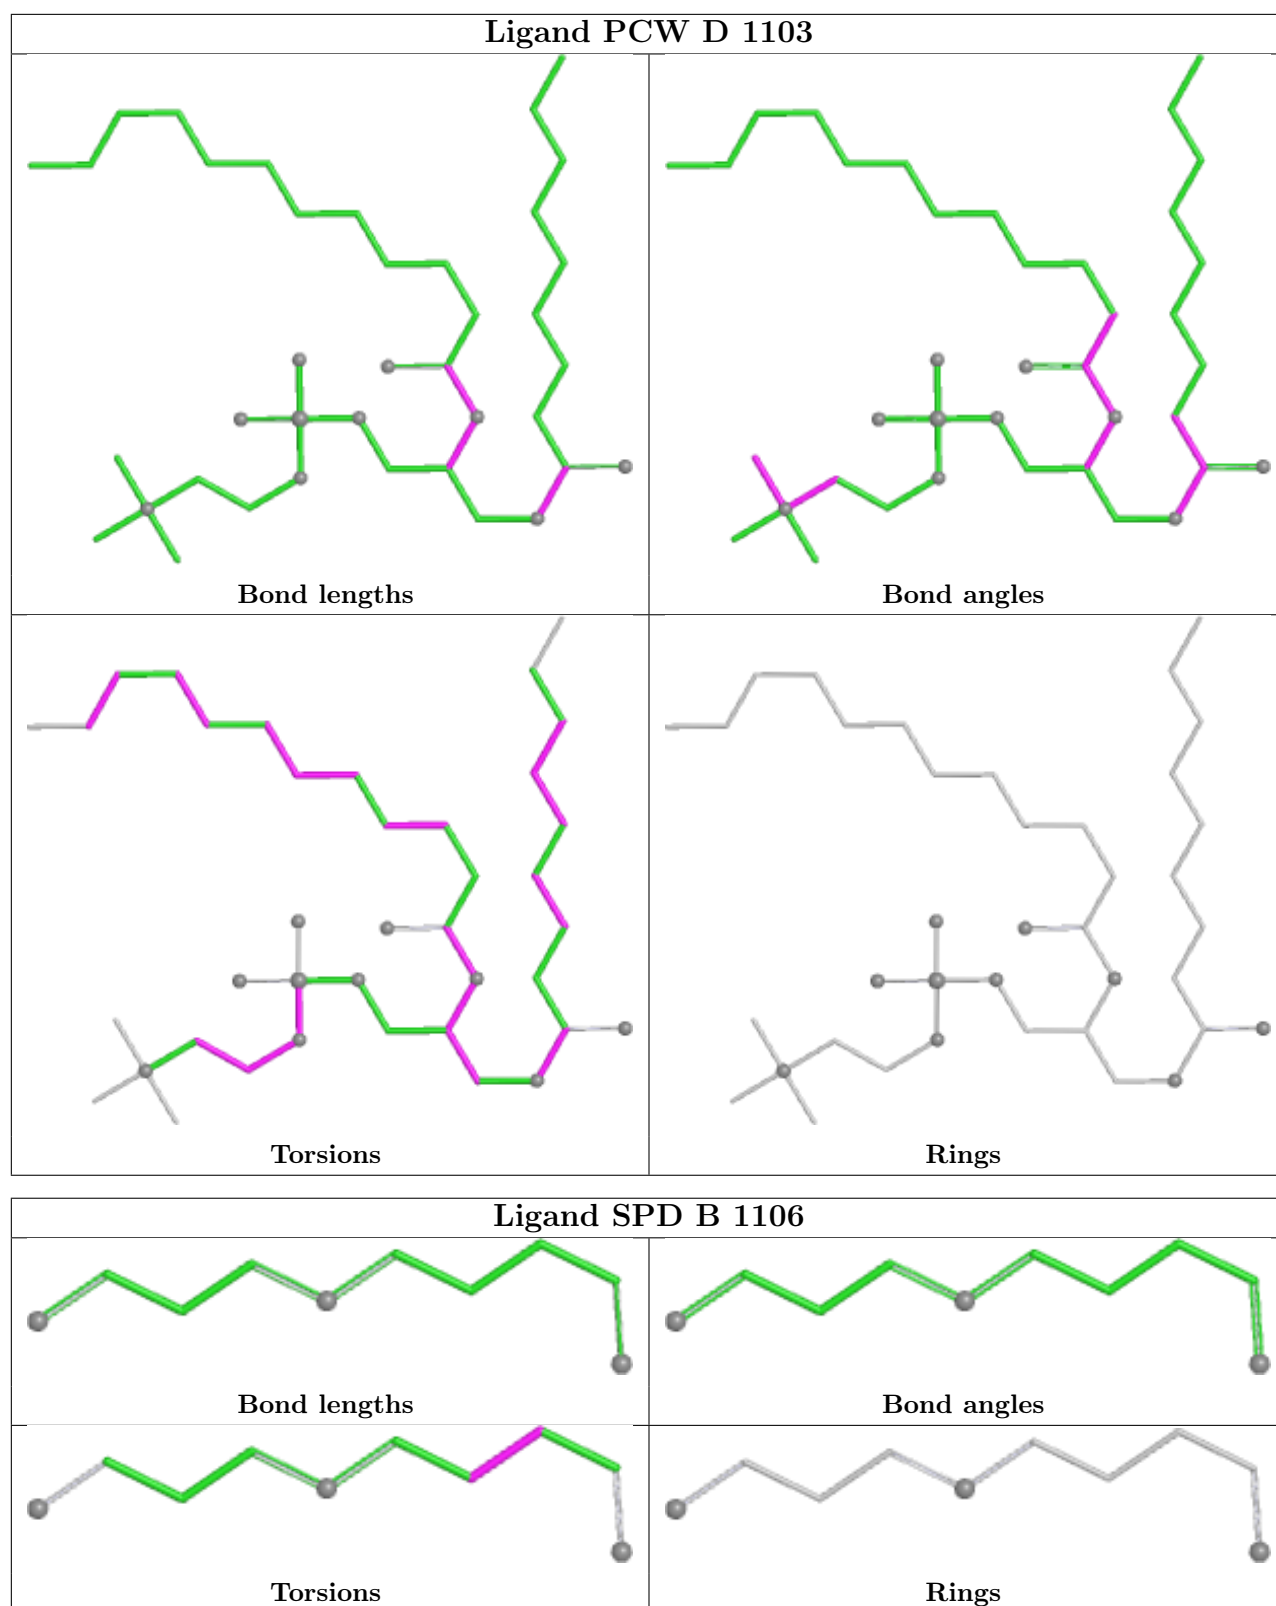 Ligand PCW D 1103
Bond lengths
Bond angles
Torsions
Rings
Ligand SPD B 1106
Bond lengths
Bond angles
Torsions
Rings